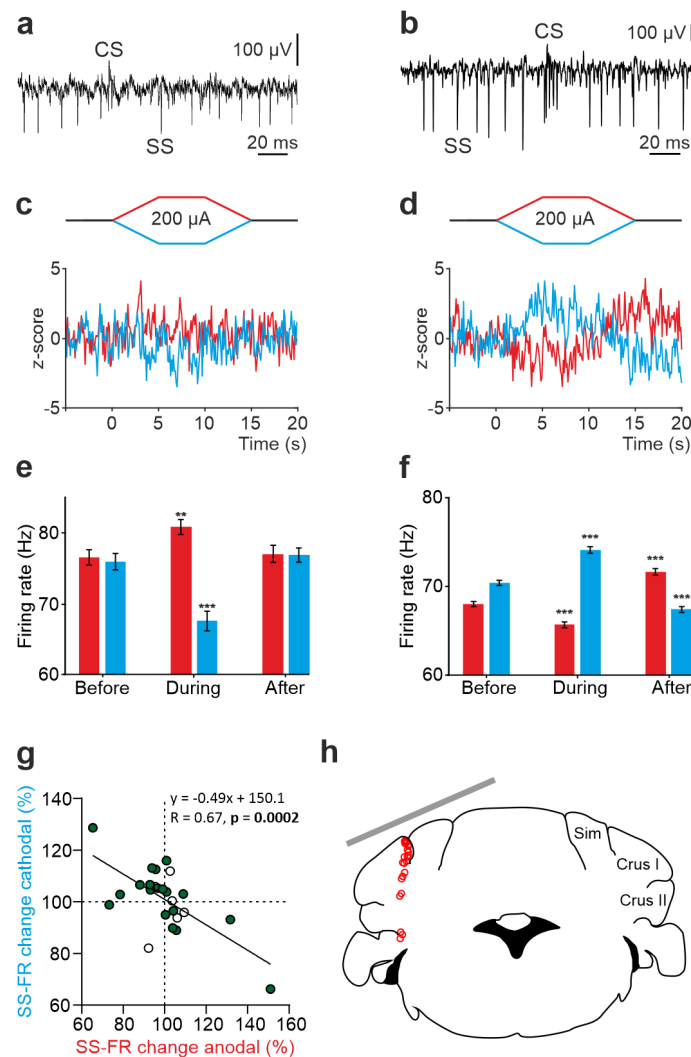 a
CS
100 µV
SS
20 ms
b
CS
100 µV
SS
20 ms
c
200 µA
5
0
-5
z-score
0 5 10 15 20
Time (s)
d
200 µA
5
0
-5
z-score
0 5 10 15 20
Time (s)
e
Firing rate (Hz)
80
70
60
**
***
Before During After
f
Firing rate (Hz)
80
70
60
***
***
***
***
Before During After
g
SS-FR change cathodal (%)
140
120
100
80
60
y = -0.49x + 150.1
R = 0.67, p = 0.0002
60 80 100 120 140 160
SS-FR change anodal (%)
h
Sim
Crus I
Crus II